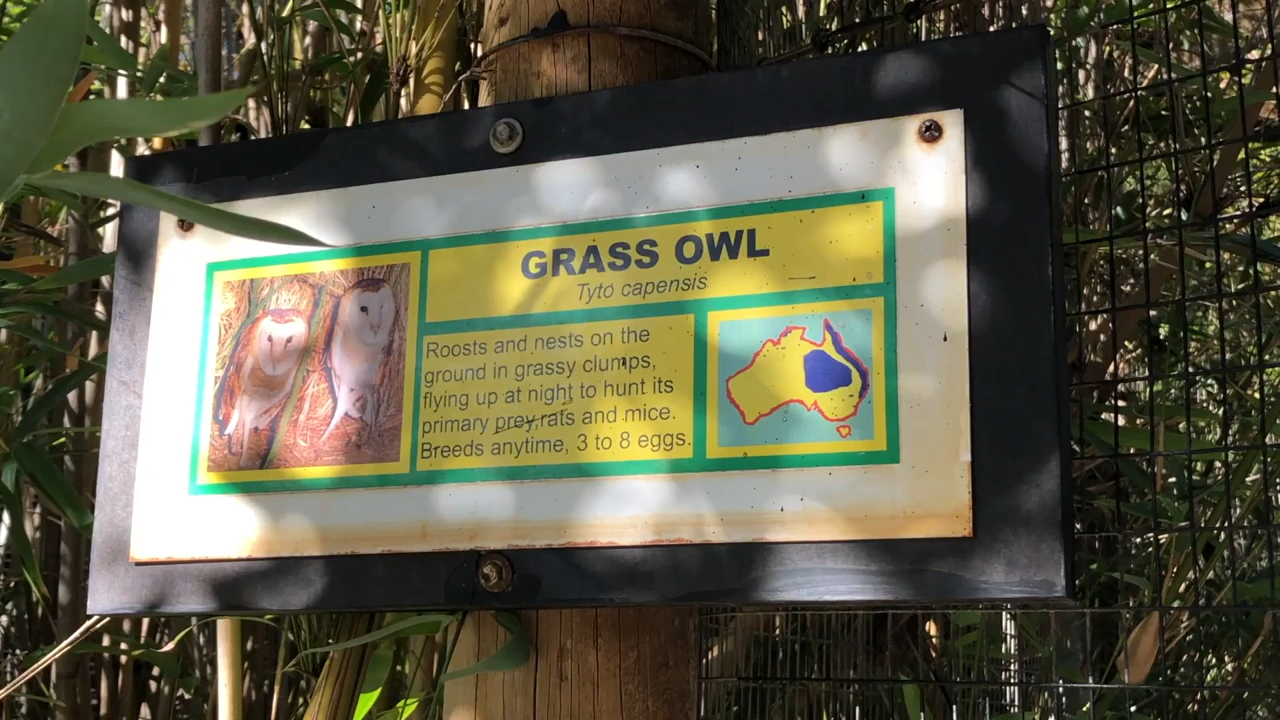 GRASS OWL
Tyto capensis
Roosts and nests on the
ground in grassy clumps,
flying up at night to hunt its
primary prey,rats and mice.
Breeds anytime, 3 to 8 eggs.